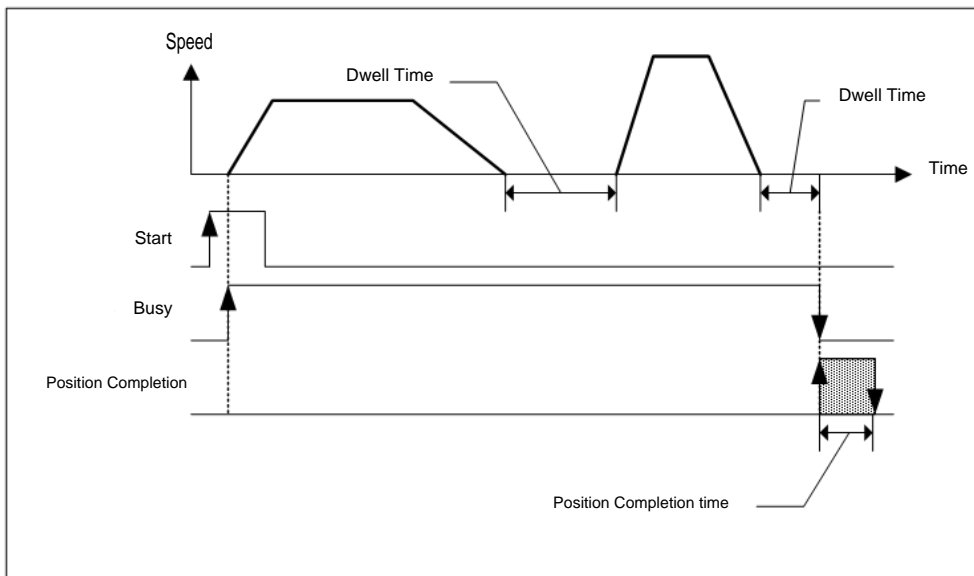 Speed
Dwell Time
Dwell Time
Time
Start
Busy
Position Completion
Position Completion time